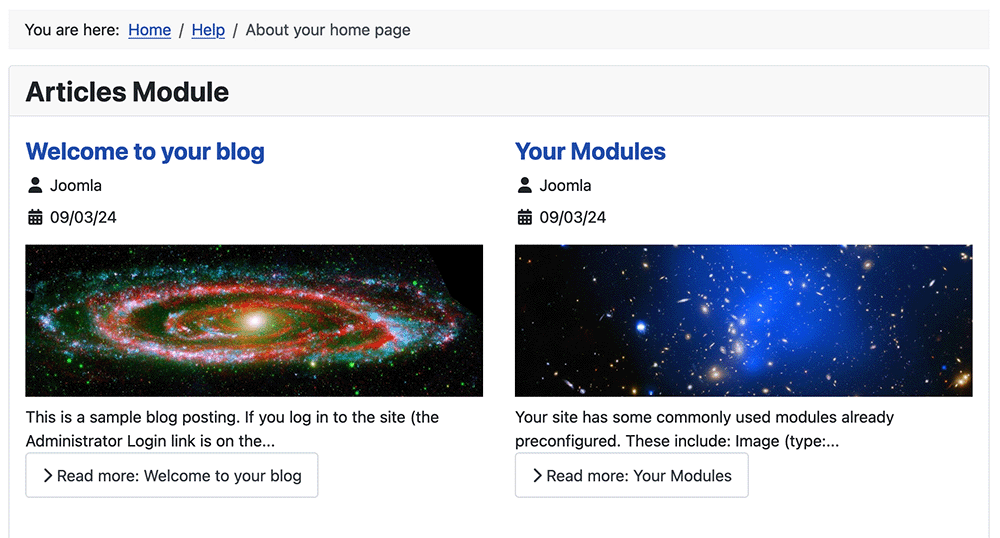 You are here: Home / Help / About your home page
Articles Module
Welcome to your blog
Joomla
09/03/24
This is a sample blog posting. If you log in to the site (the
Administrator Login link is on the...
Read more: Welcome to your blog
Your Modules
Joomla
09/03/24
Your site has some commonly used modules already
preconfigured. These include: Image (type:...
Read more: Your Modules